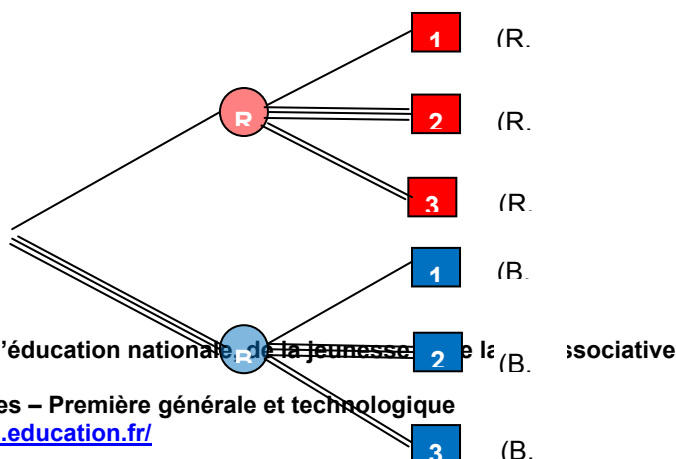 1 (R.
R
2 (R.
3 (R.
1 (B.
'éducation nationale, de la jeunesse la ssociative
2 (B.
es – Première générale et technologique
.education.fr/
3 (B.